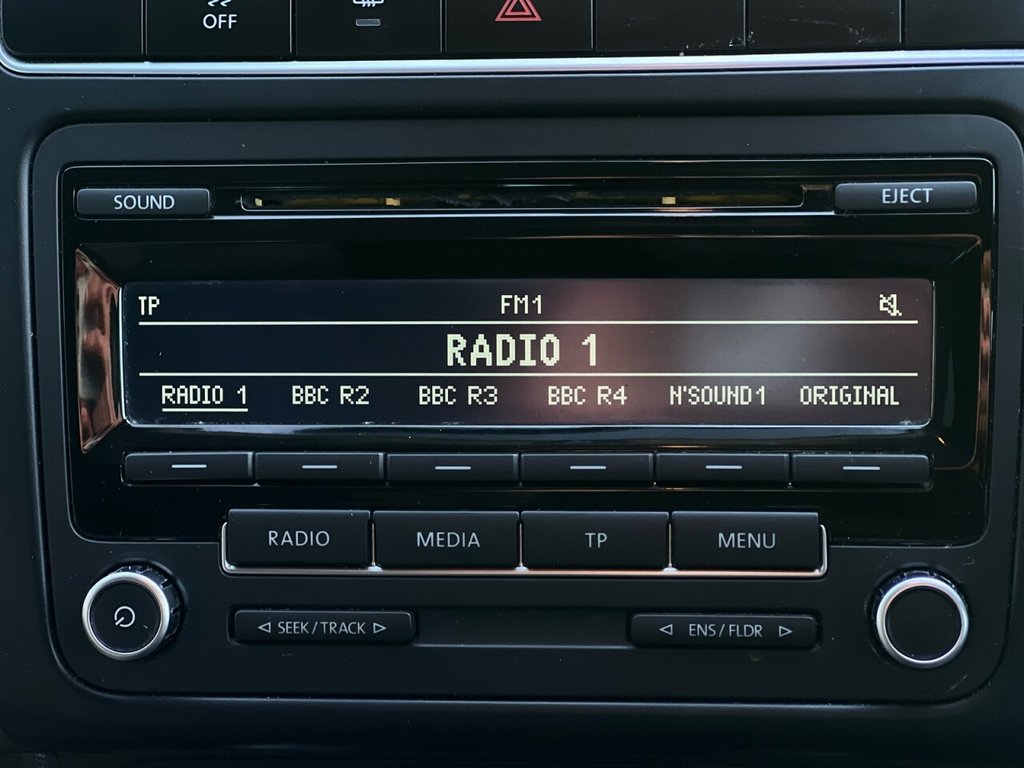 OFF
SOUND EJECT
TP FM1
RADIO 1
RADIO 1 BBC R2 BBC R3 BBC R4 N'SOUND1 ORIGINAL
RADIO MEDIA TP MENU
SEEK/TRACK ENS/FLDR